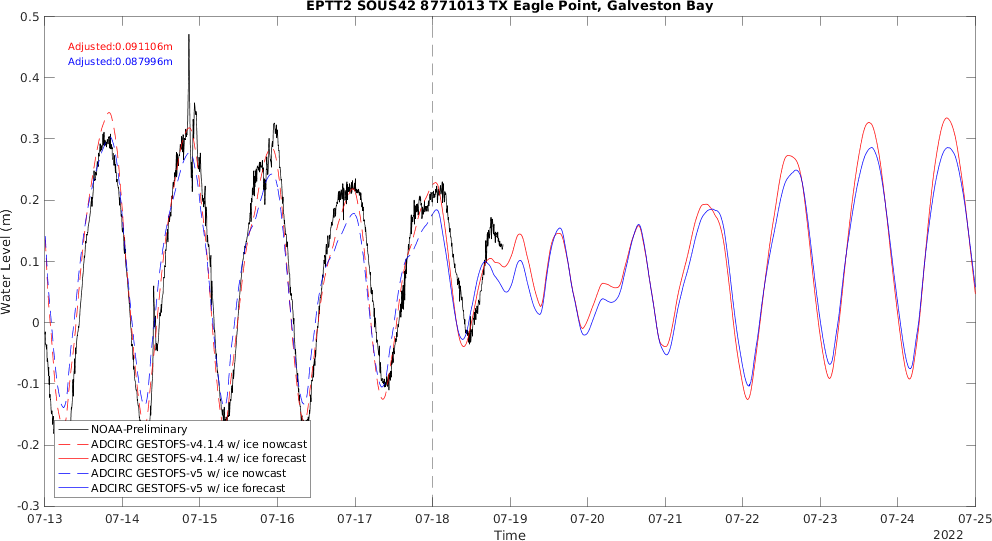 EPTT2 SOUS42 8771013 TX Eagle Point, Galveston Bay
Adjusted:0.091106m
Adjusted:0.087996m
0.5
0.4
0.3
0.2
0.1
0
-0.1
-0.2
-0.3
Water Level (m)
NOAA-Preliminary
ADCIRC GESTOFS-v4.1.4 w/ ice nowcast
ADCIRC GESTOFS-v4.1.4 w/ ice forecast
ADCIRC GESTOFS-v5 w/ ice nowcast
ADCIRC GESTOFS-v5 w/ ice forecast
07-13 07-14 07-15 07-16 07-17 07-18 07-19 07-20 07-21 07-22 07-23 07-24 07-25
Time
2022